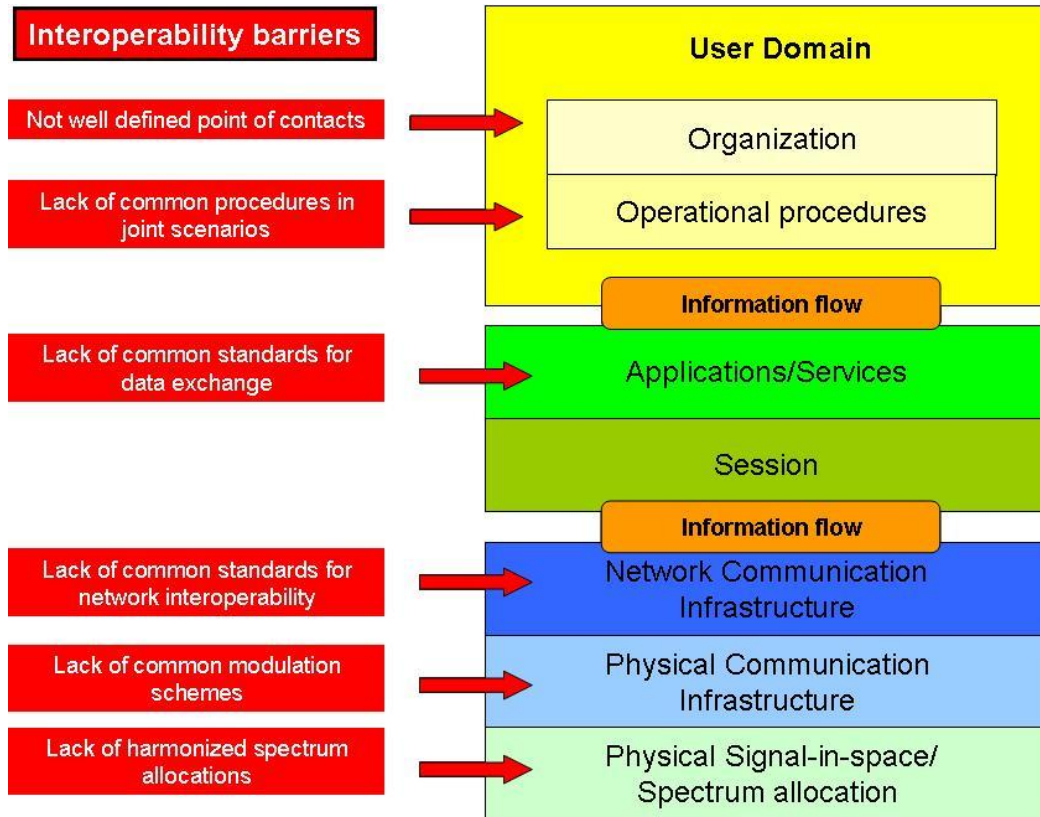 Interoperability barriers
User Domain
Not well defined point of contacts
Organization
Lack of common procedures in
joint scenarios
Operational procedures
Information flow
Lack of common standards for
data exchange
Applications/Services
Session
Information flow
Lack of common standards for
network interoperability
Network Communication
Infrastructure
Lack of common modulation
schemes
Physical Communication
Infrastructure
Lack of harmonized spectrum
allocations
Physical Signal-in-space/
Spectrum allocation